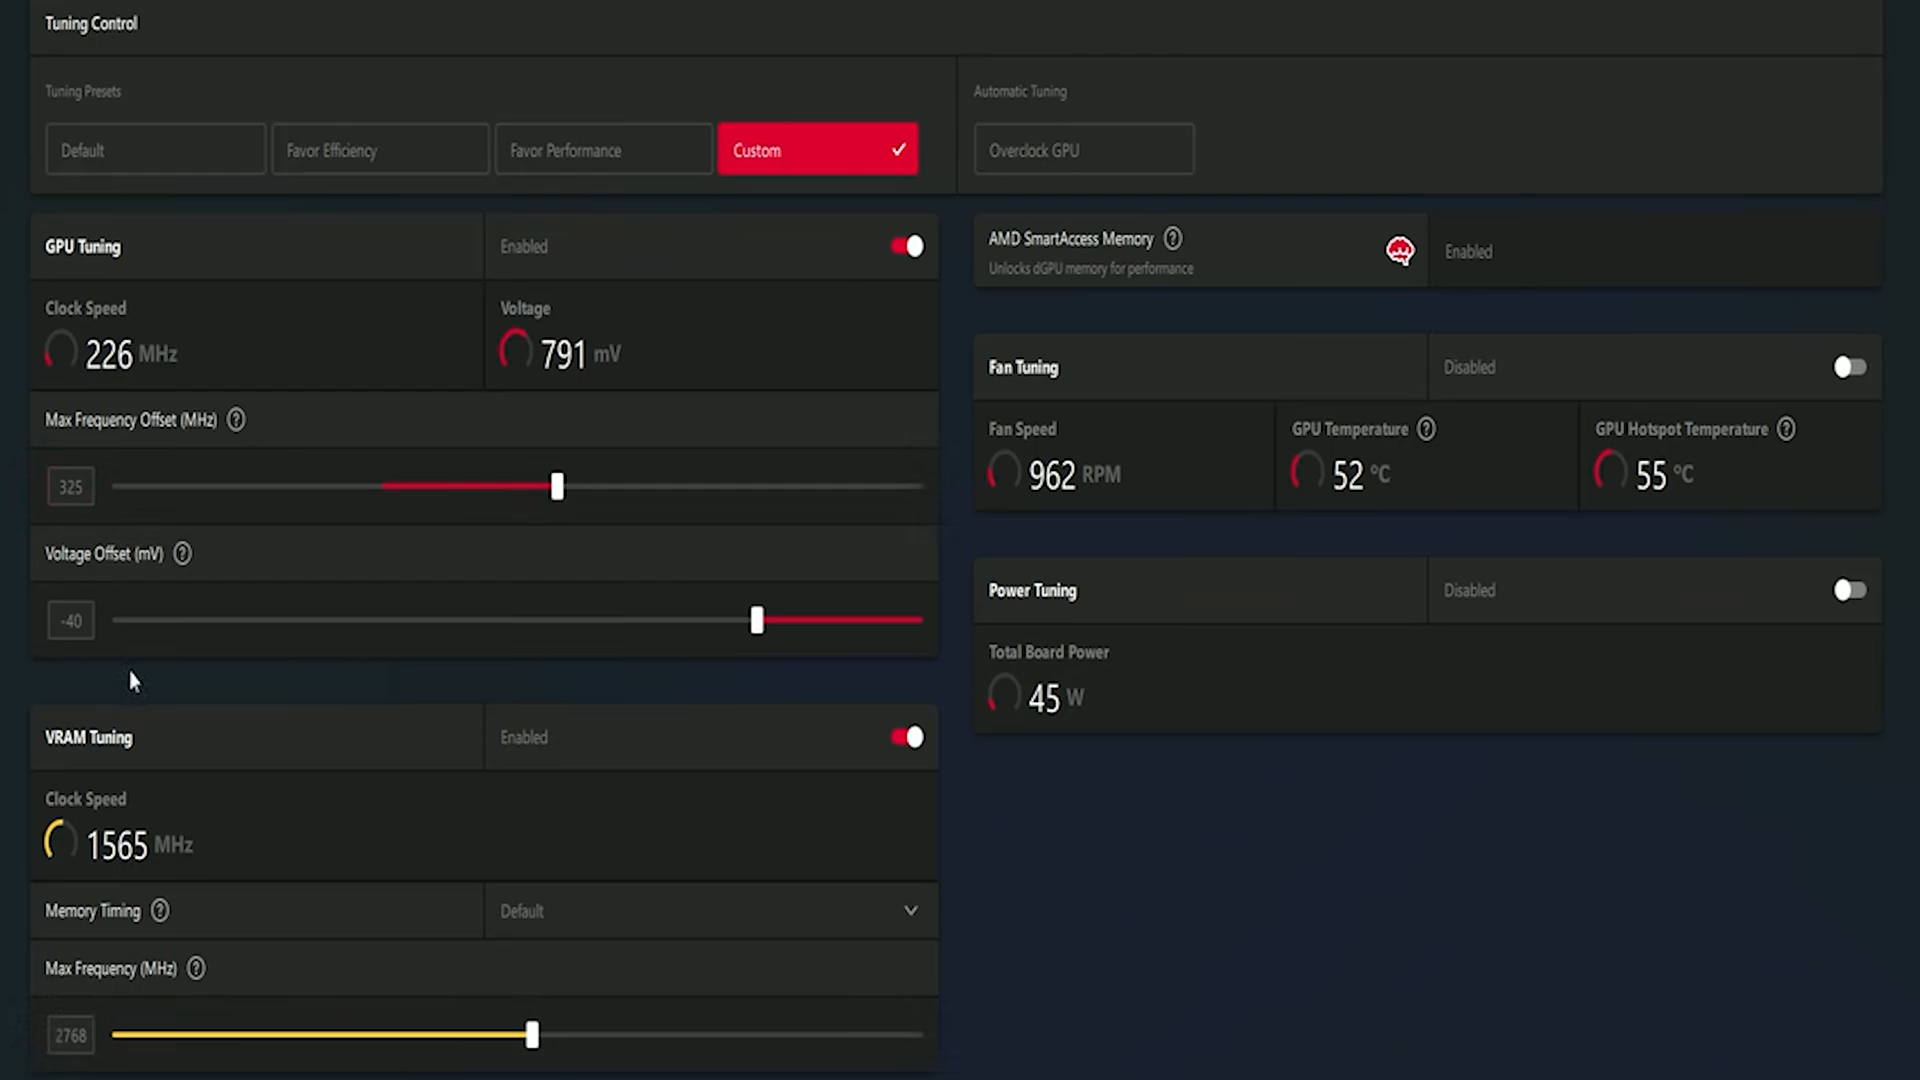 Tuning Control
Tuning Presets
Automatic Tuning
Default
Favor Efficiency
Favor Performance
Custom
Overclock GPU
GPU Tuning
Enabled
Clock Speed
226 MHz
Voltage
791 mV
Max Frequency Offset (MHz) ?
325
Voltage Offset (mV) ?
-40
VRAM Tuning
Enabled
Clock Speed
1565 MHz
Memory Timing ?
Default
Max Frequency (MHz) ?
2768
AMD SmartAccess Memory ?
Unlocks dGPU memory for performance
Enabled
Fan Tuning
Disabled
Fan Speed
962 RPM
GPU Temperature ?
52 °C
GPU Hotspot Temperature ?
55 °C
Power Tuning
Disabled
Total Board Power
45 W